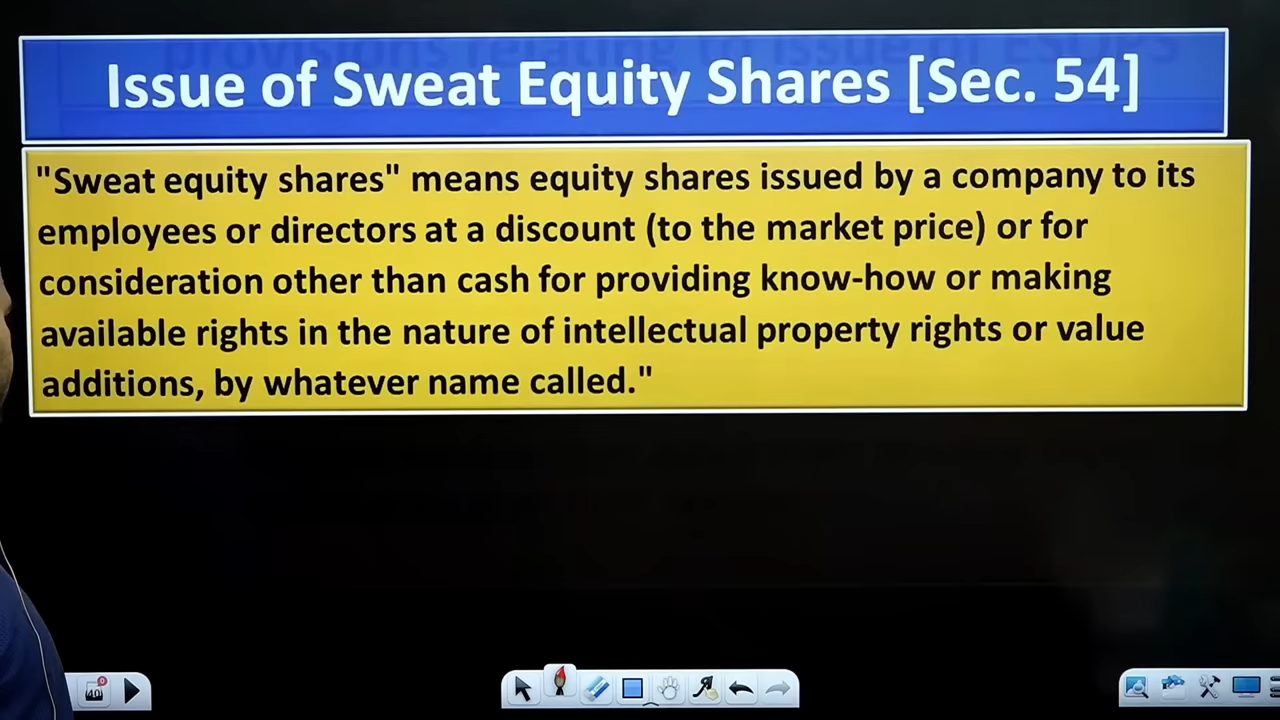 Issue of Sweat Equity Shares [Sec. 54]
"Sweat equity shares" means equity shares issued by a company to its
employees or directors at a discount (to the market price) or for
consideration other than cash for providing know-how or making
available rights in the nature of intellectual property rights or value
additions, by whatever name called."